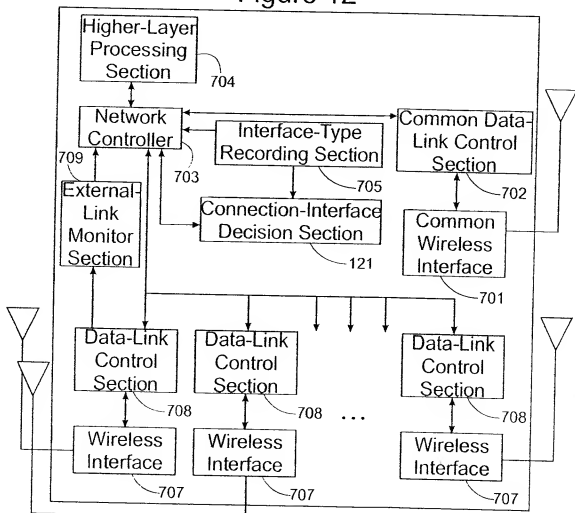 Figure 12
Higher-Layer
Processing
Section
704
Network
Controller
703
Interface-Type
Recording Section
705
Common Data-
Link Control
Section
702
709
External-
Link
Monitor
Section
Connection-Interface
Decision Section
121
Common
Wireless
Interface
701
Data-Link
Control
Section
708
Data-Link
Control
Section
708
...
Data-Link
Control
Section
708
Wireless
Interface
707
Wireless
Interface
707
Wireless
Interface
707